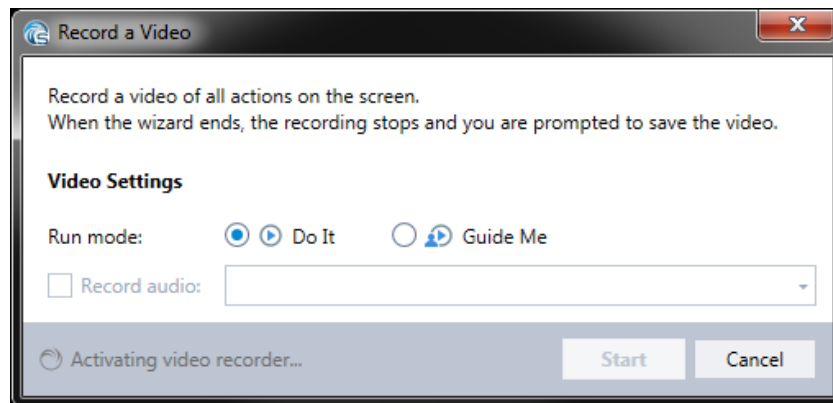 Record a Video
Record a video of all actions on the screen.
When the wizard ends, the recording stops and you are prompted to save the video.
Video Settings
Run mode: Do It Guide Me
Record audio:
Activating video recorder... Start Cancel